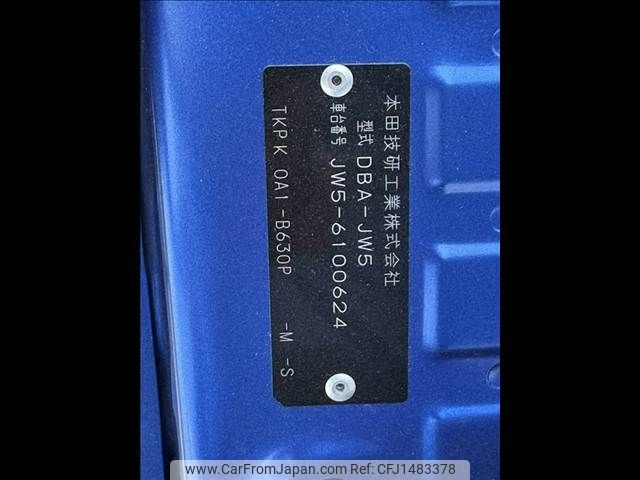 本田技研工業株式会社
型式 DBA-JW5
車台番号 JW5-6100624
TKPK 0A1-B630P -M -S
www.CarFromJapan.com CFJ1483378